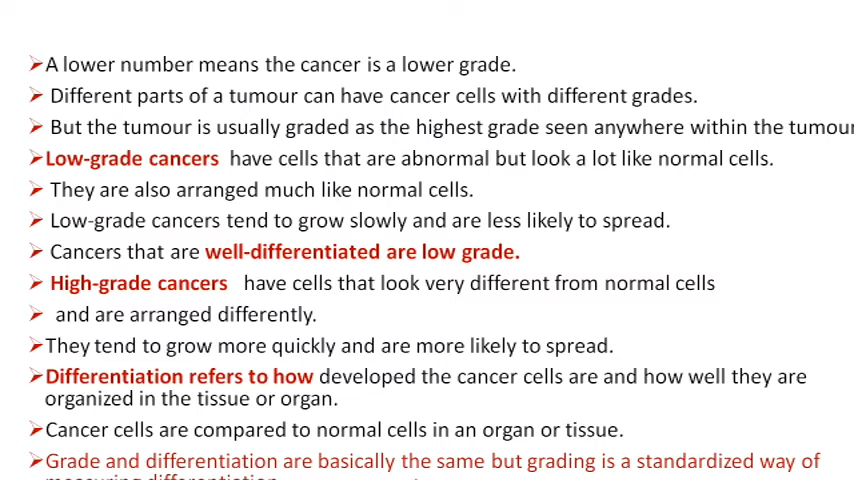 ➢A lower number means the cancer is a lower grade.
➢ Different parts of a tumour can have cancer cells with different grades.
➢ But the tumour is usually graded as the highest grade seen anywhere within the tumour
➢Low-grade cancers have cells that are abnormal but look a lot like normal cells.
➢ They are also arranged much like normal cells.
➢ Low-grade cancers tend to grow slowly and are less likely to spread.
➢ Cancers that are well-differentiated are low grade.
➢ High-grade cancers have cells that look very different from normal cells
➢ and are arranged differently.
➢They tend to grow more quickly and are more likely to spread.
➢Differentiation refers to how developed the cancer cells are and how well they are
organized in the tissue or organ.
➢Cancer cells are compared to normal cells in an organ or tissue.
➢Grade and differentiation are basically the same but grading is a standardized way of
measuring differentiation